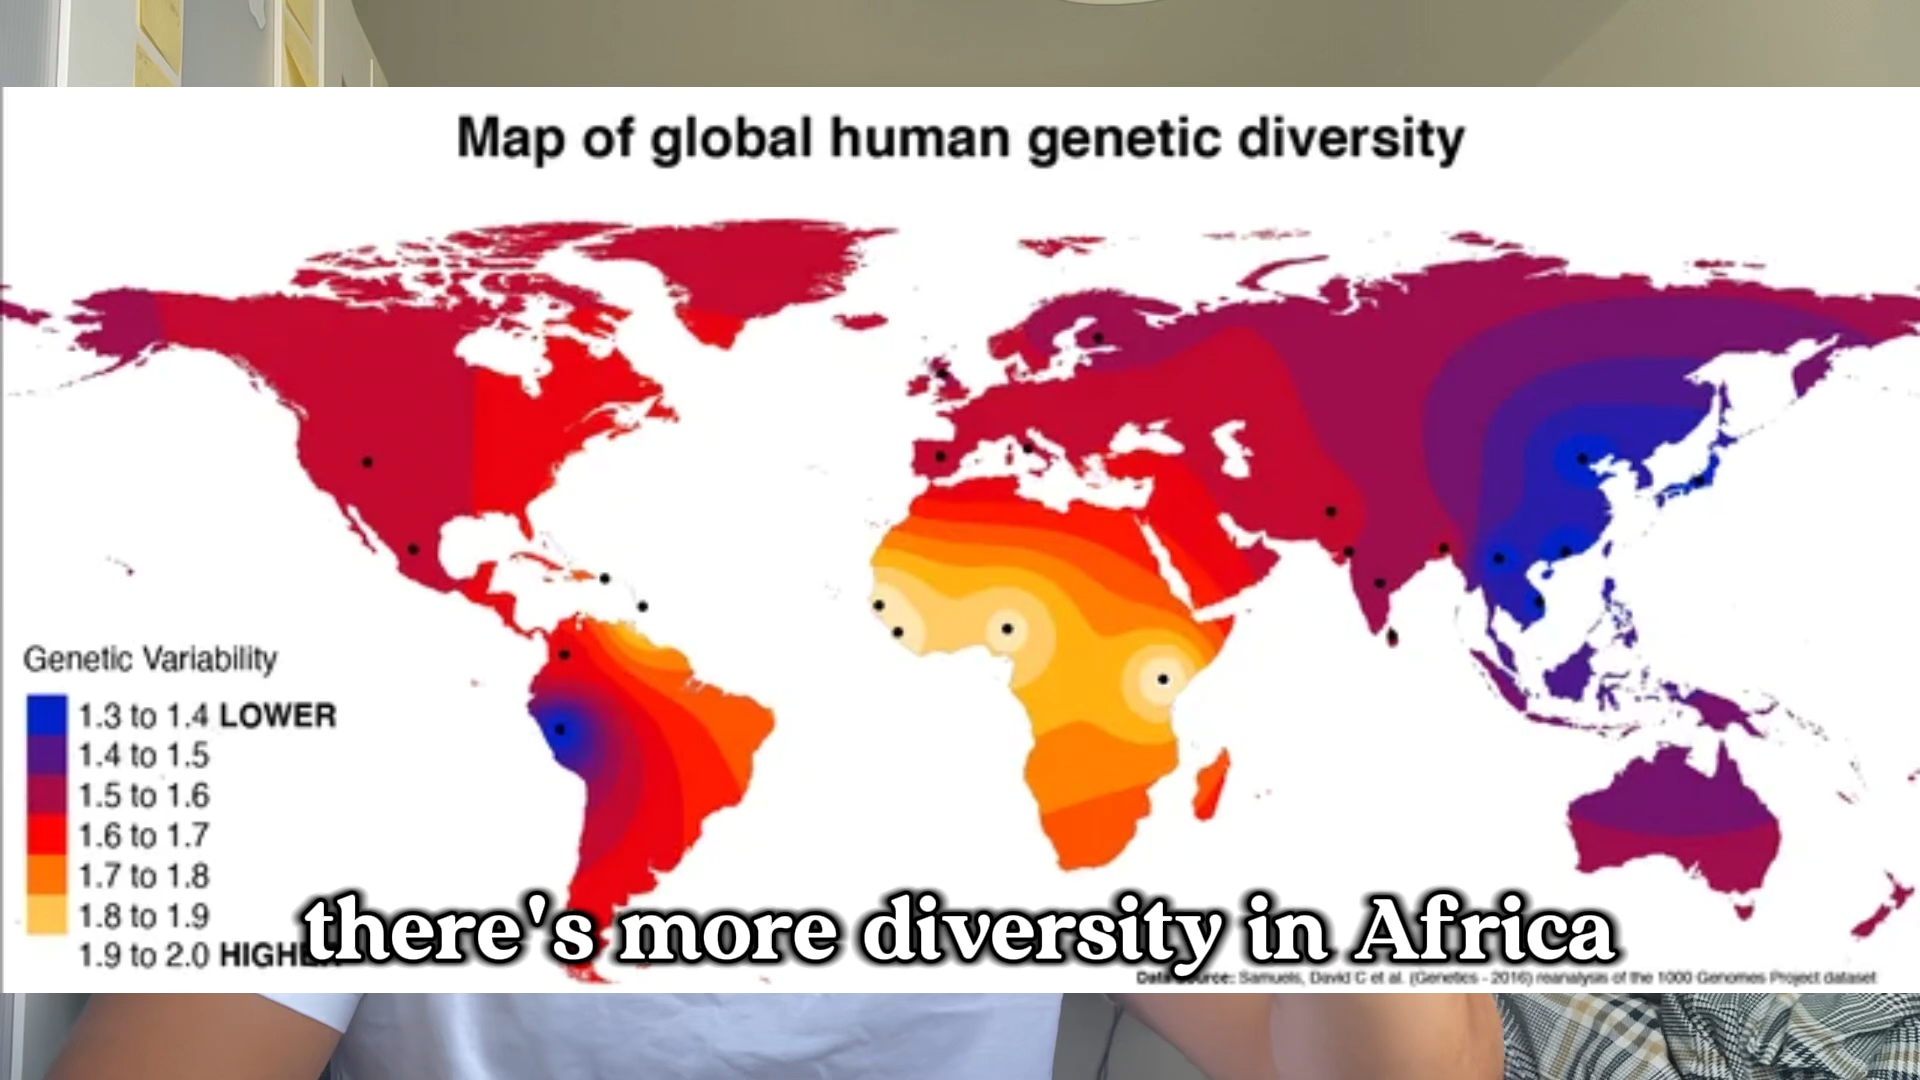 Map of global human genetic diversity
Genetic Variability
1.3 to 1.4 LOWER
1.4 to 1.5
1.5 to 1.6
1.6 to 1.7
1.7 to 1.8
1.8 to 1.9
1.9 to 2.0 HIGHE
there's more diversity in Africa
Data Source: Samuels, David C et al. (Genetics - 2016) reanalysis of the 1000 Genomes Project dataset